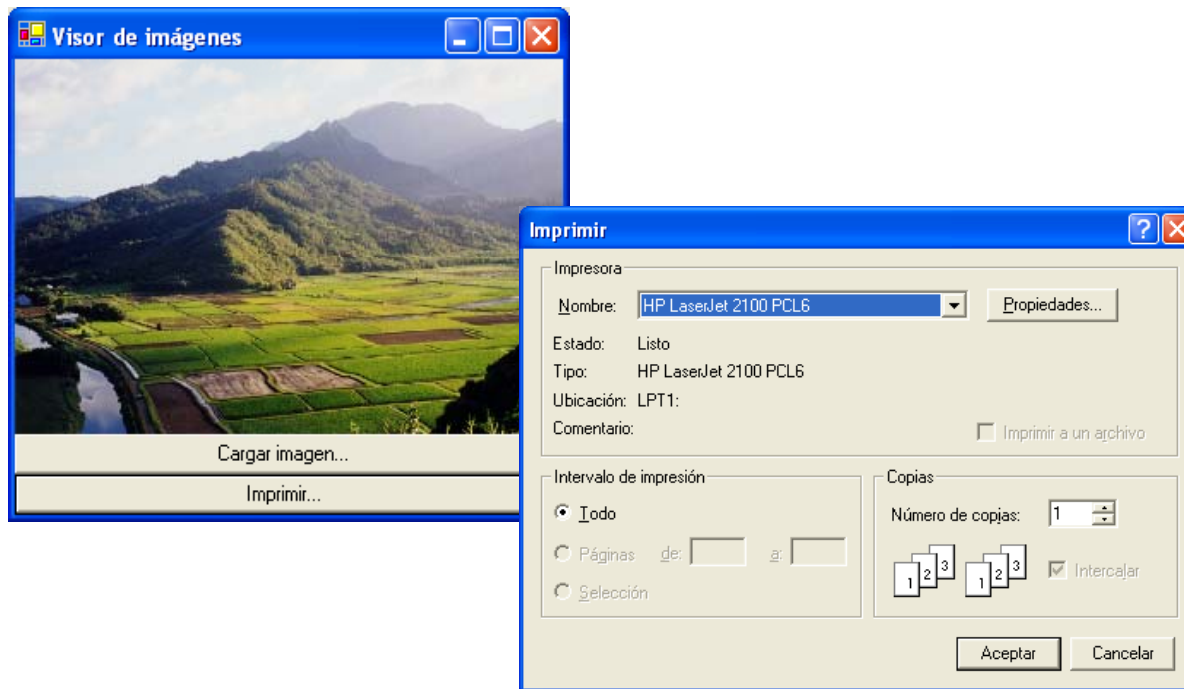 Visor de imágenes
Cargar imagen...
Imprimir...
Imprimir
Impresora
Nombre: HP LaserJet 2100 PCL6 Propiedades...
Estado: Listo
Tipo: HP LaserJet 2100 PCL6
Ubicación: LPT1:
Comentario: Imprimir a un archivo
Intervalo de impresión
Todo
Páginas de: a:
Selección
Copias
Número de copias: 1
1 2 3 1 2 3 Intercalar
Aceptar Cancelar